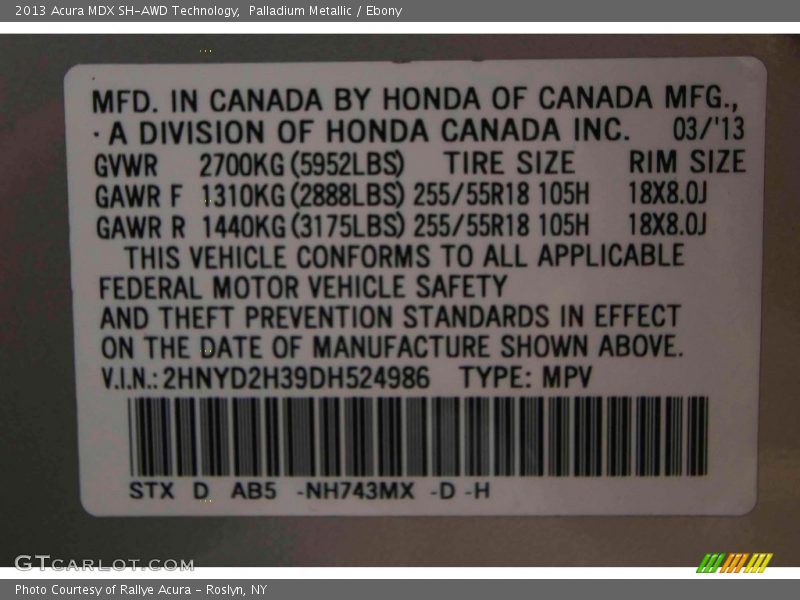 2013 Acura MDX SH-AWD Technology, Palladium Metallic / Ebony
MFD. IN CANADA BY HONDA OF CANADA MFG.,
· A DIVISION OF HONDA CANADA INC. 03/'13
GVWR 2700KG (5952LBS) TIRE SIZE RIM SIZE
GAWR F 1310KG (2888LBS) 255/55R18 105H 18X8.0J
GAWR R 1440KG (3175LBS) 255/55R18 105H 18X8.0J
THIS VEHICLE CONFORMS TO ALL APPLICABLE
FEDERAL MOTOR VEHICLE SAFETY
AND THEFT PREVENTION STANDARDS IN EFFECT
ON THE DATE OF MANUFACTURE SHOWN ABOVE.
V.I.N.: 2HNYD2H39DH524986 TYPE: MPV
STX D AB5 -NH743MX -D -H
GTCARLOT.COM
Photo Courtesy of Rallye Acura - Roslyn, NY